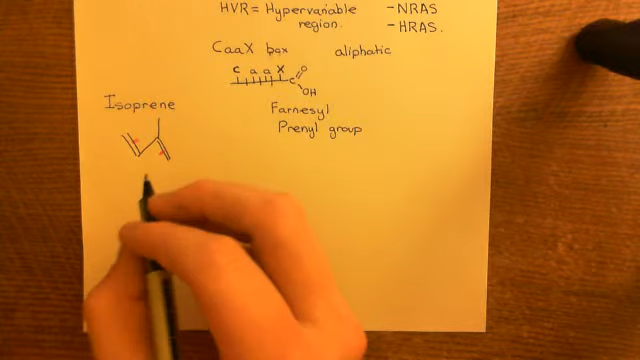 HVR = Hypervariable region.
- NRAS
- HRAS.
CaaX box aliphatic
C a a X
C O
OH
Isoprene
Farnesyl
Prenyl group